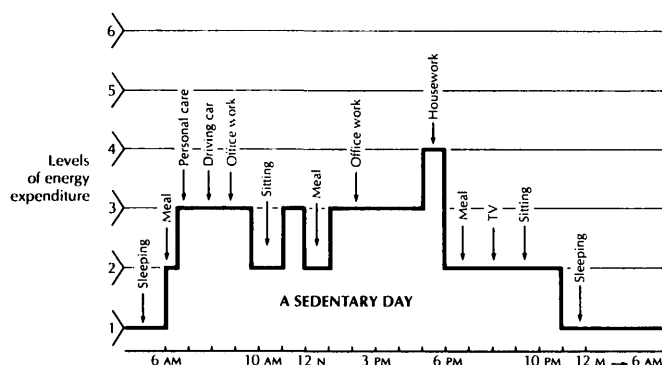 6
5
4
3
2
1
Levels
of energy
expenditure
Sleeping
Meal
Personal care
Driving car
Office work
Sitting
Meal
Office work
Housework
Meal
TV
Sitting
Sleeping
A SEDENTARY DAY
6 AM 10 AM 12 N 3 PM 6 PM 10 PM 12 M → 6 AM